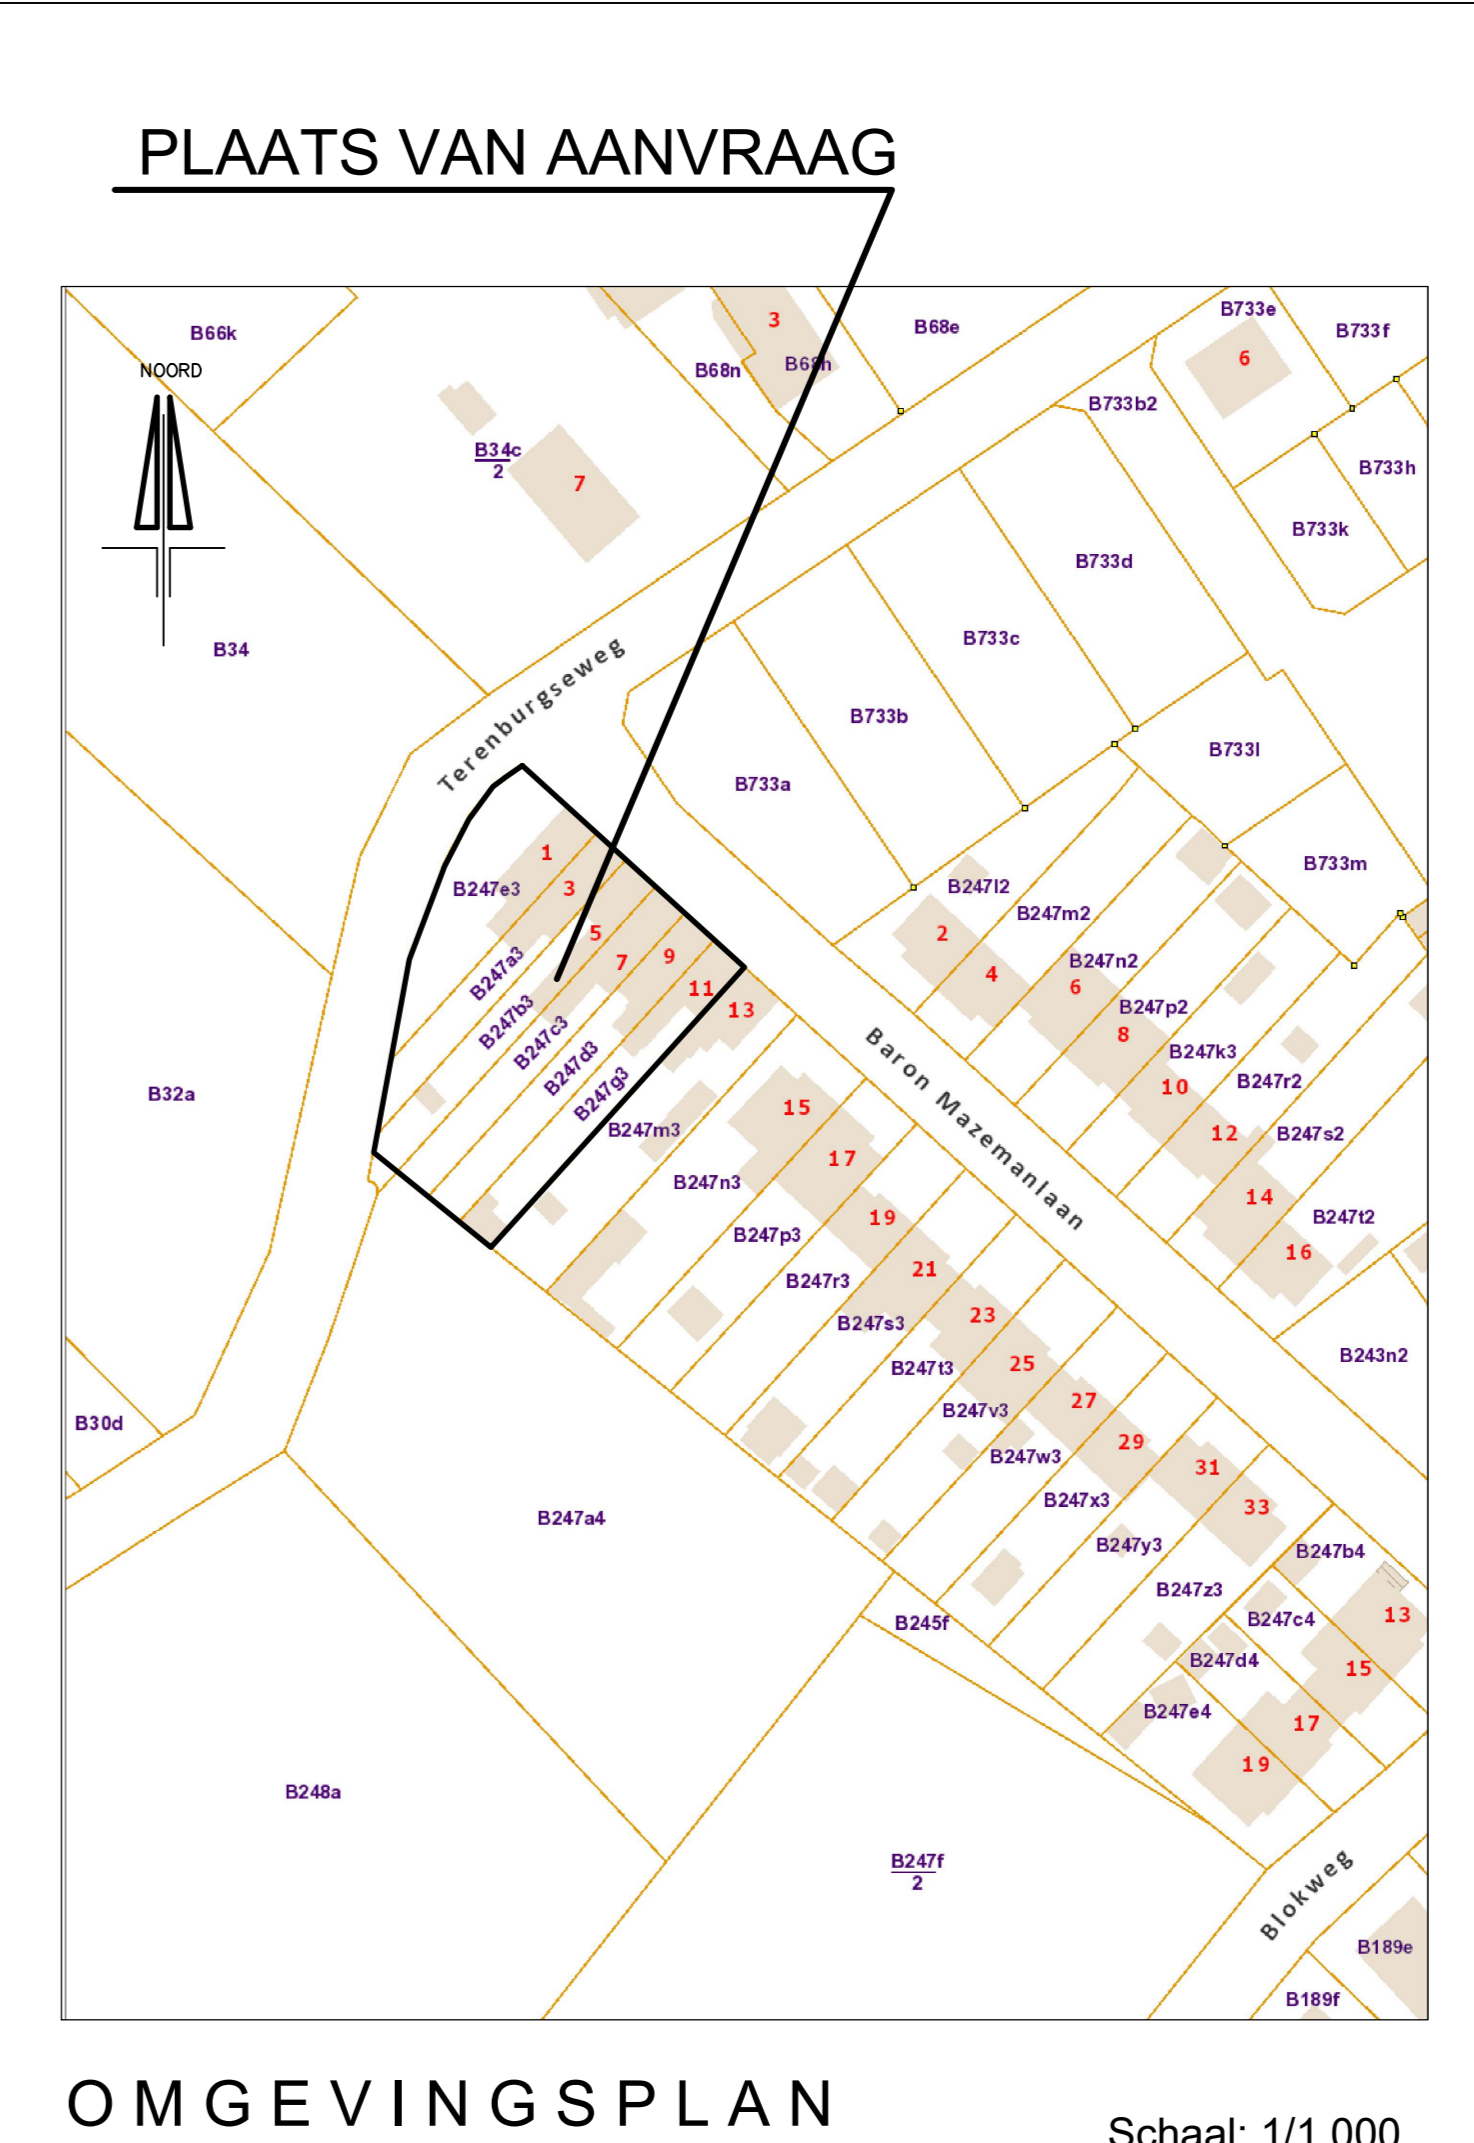 PLAATS VAN AANVRAAG
B66k
NOORD
3
B68e
B733e
B733f
B68n
B68h
6
B733b2
B34c
2
7
B733h
B733k
B733d
B34
B733c
Terenburgseweg
B733b
B733l
B733a
1
B247e3
3
B733m
B247l2
B247m2
2
5
7
9
4
B247n2
6
11
13
B247a3
B247p2
B247b3
8
B247c3
B247k3
B247d3
B247r2
B247g3
10
Baron Mazemanlaan
B32a
15
B247m3
12
B247s2
17
B247n3
14
B247t2
19
B247p3
16
21
B247r3
23
B247s3
25
B243n2
B247t3
27
B247v3
B30d
29
B247w3
31
B247x3
33
B247a4
B247y3
B247b4
B247z3
13
B245f
B247c4
B247d4
15
B247e4
17
19
B248a
B247f
2
Blokweg
B189e
B189f
OMGEVINGSPLAN
Schaal: 1/1.000